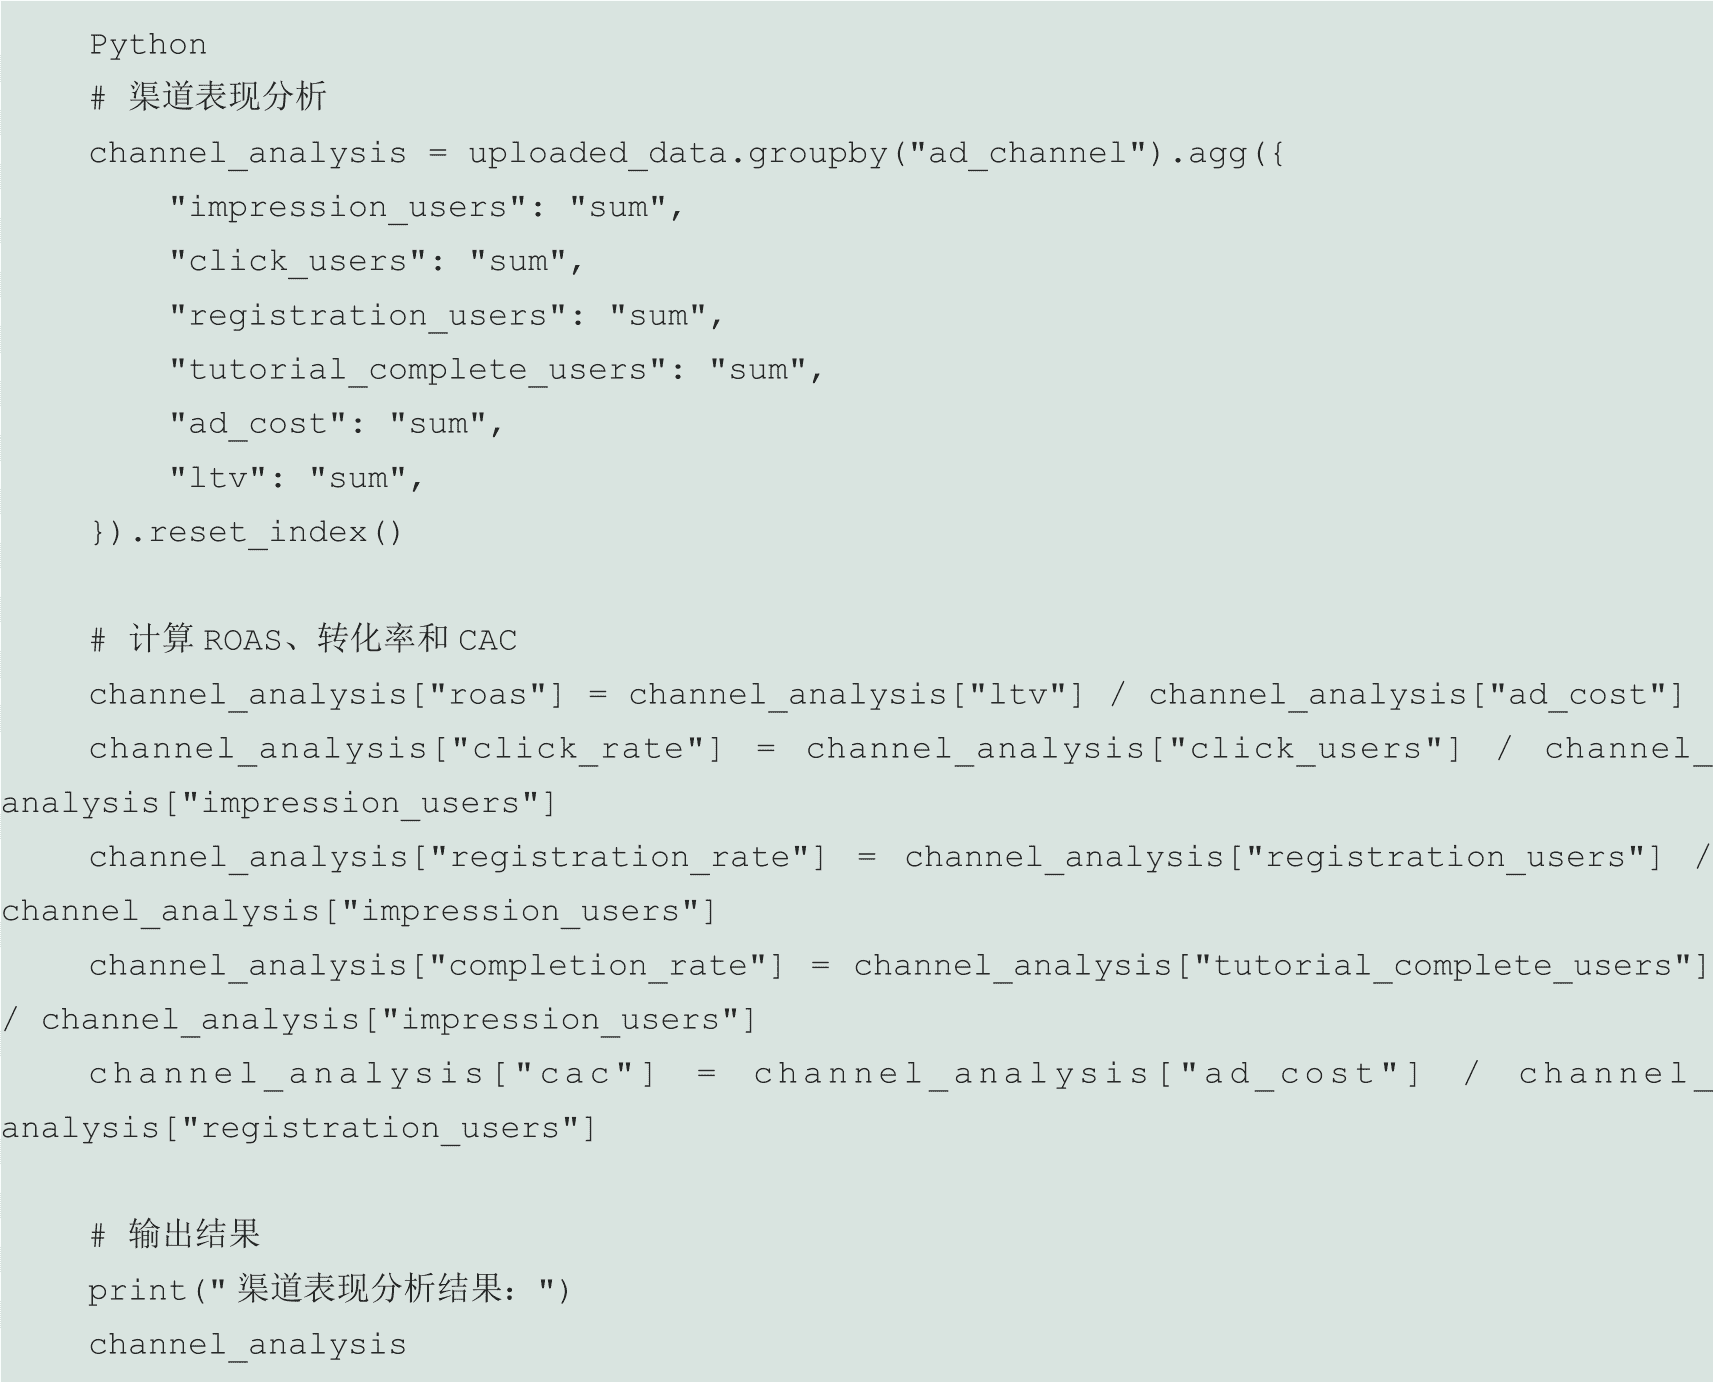 Python
# 渠道表现分析
channel_analysis = uploaded_data.groupby("ad_channel").agg({
    "impression_users": "sum",
    "click_users": "sum",
    "registration_users": "sum",
    "tutorial_complete_users": "sum",
    "ad_cost": "sum",
    "ltv": "sum",
}).reset_index()

# 计算 ROAS、转化率和 CAC
channel_analysis["roas"] = channel_analysis["ltv"] / channel_analysis["ad_cost"]
channel_analysis["click_rate"] = channel_analysis["click_users"] / channel_
analysis["impression_users"]
channel_analysis["registration_rate"] = channel_analysis["registration_users"] /
channel_analysis["impression_users"]
channel_analysis["completion_rate"] = channel_analysis["tutorial_complete_users"]
/ channel_analysis["impression_users"]
channel_analysis["cac"] = channel_analysis["ad_cost"] / channel_
analysis["registration_users"]

# 输出结果
print(" 渠道表现分析结果：")
channel_analysis